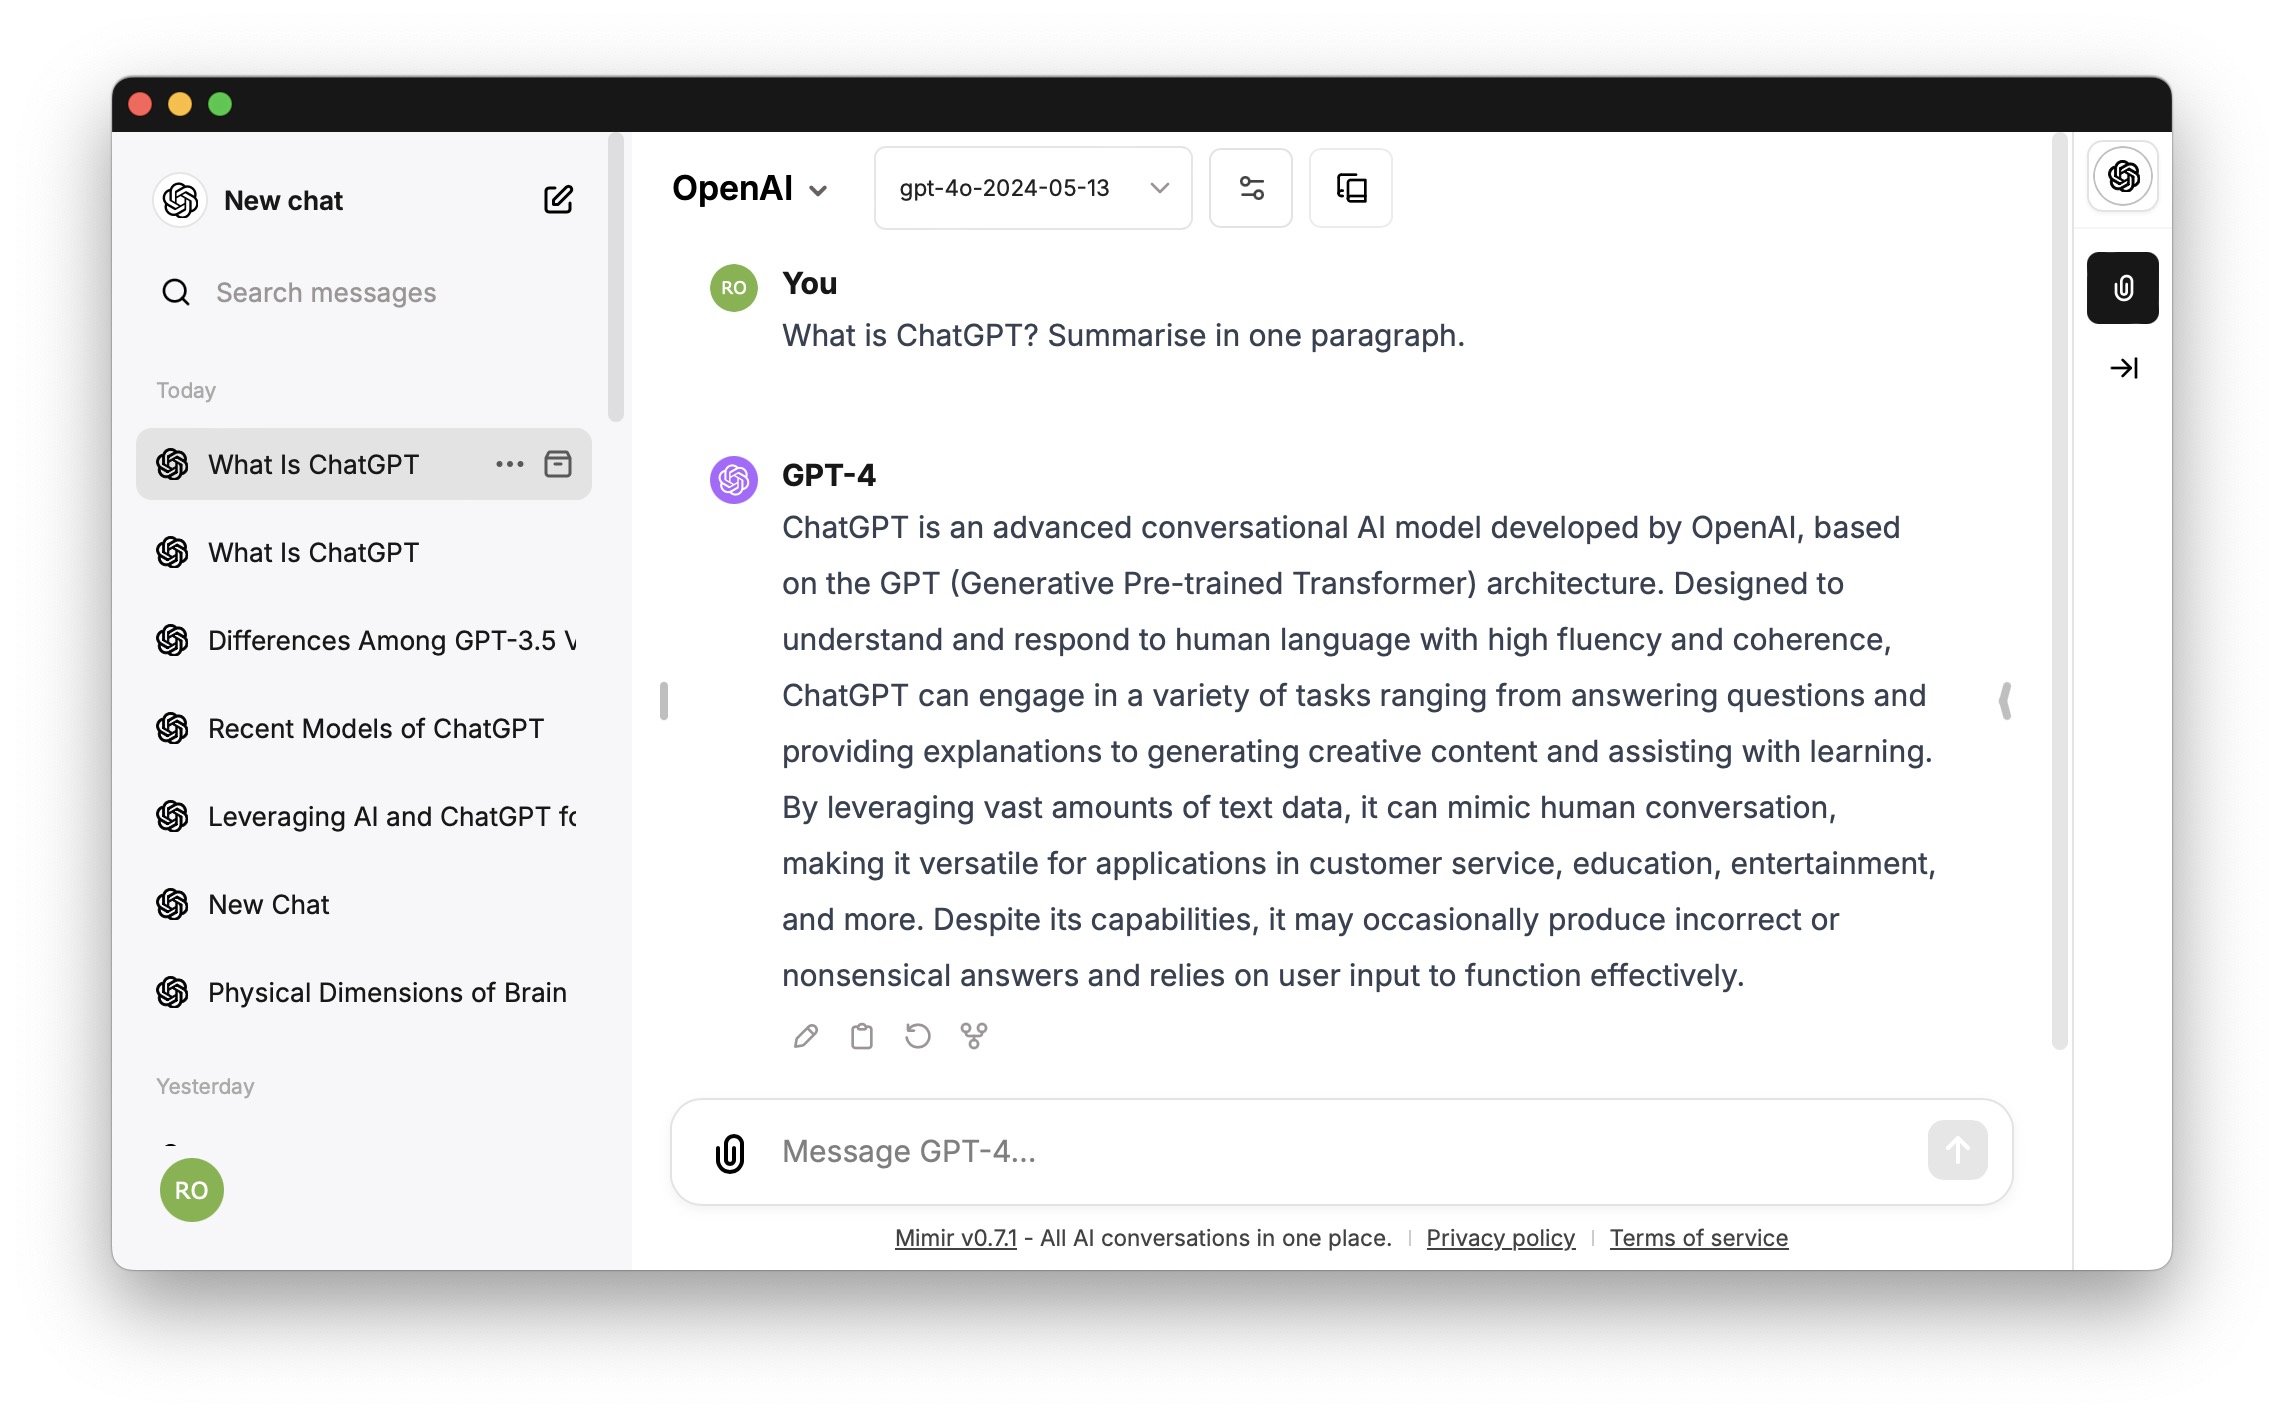 New chat
Search messages
Today
What Is ChatGPT
What Is ChatGPT
Differences Among GPT-3.5
Recent Models of ChatGPT
Leveraging AI and ChatGPT
New Chat
Physical Dimensions of Brain
Yesterday
RO
OpenAI
gpt-4o-2024-05-13
RO
You
What is ChatGPT? Summarise in one paragraph.
GPT-4
ChatGPT is an advanced conversational AI model developed by OpenAI, based
on the GPT (Generative Pre-trained Transformer) architecture. Designed to
understand and respond to human language with high fluency and coherence,
ChatGPT can engage in a variety of tasks ranging from answering questions and
providing explanations to generating creative content and assisting with learning.
By leveraging vast amounts of text data, it can mimic human conversation,
making it versatile for applications in customer service, education, entertainment,
and more. Despite its capabilities, it may occasionally produce incorrect or
nonsensical answers and relies on user input to function effectively.
Message GPT-4...
Mimir v0.7.1 - All AI conversations in one place. | Privacy policy | Terms of service